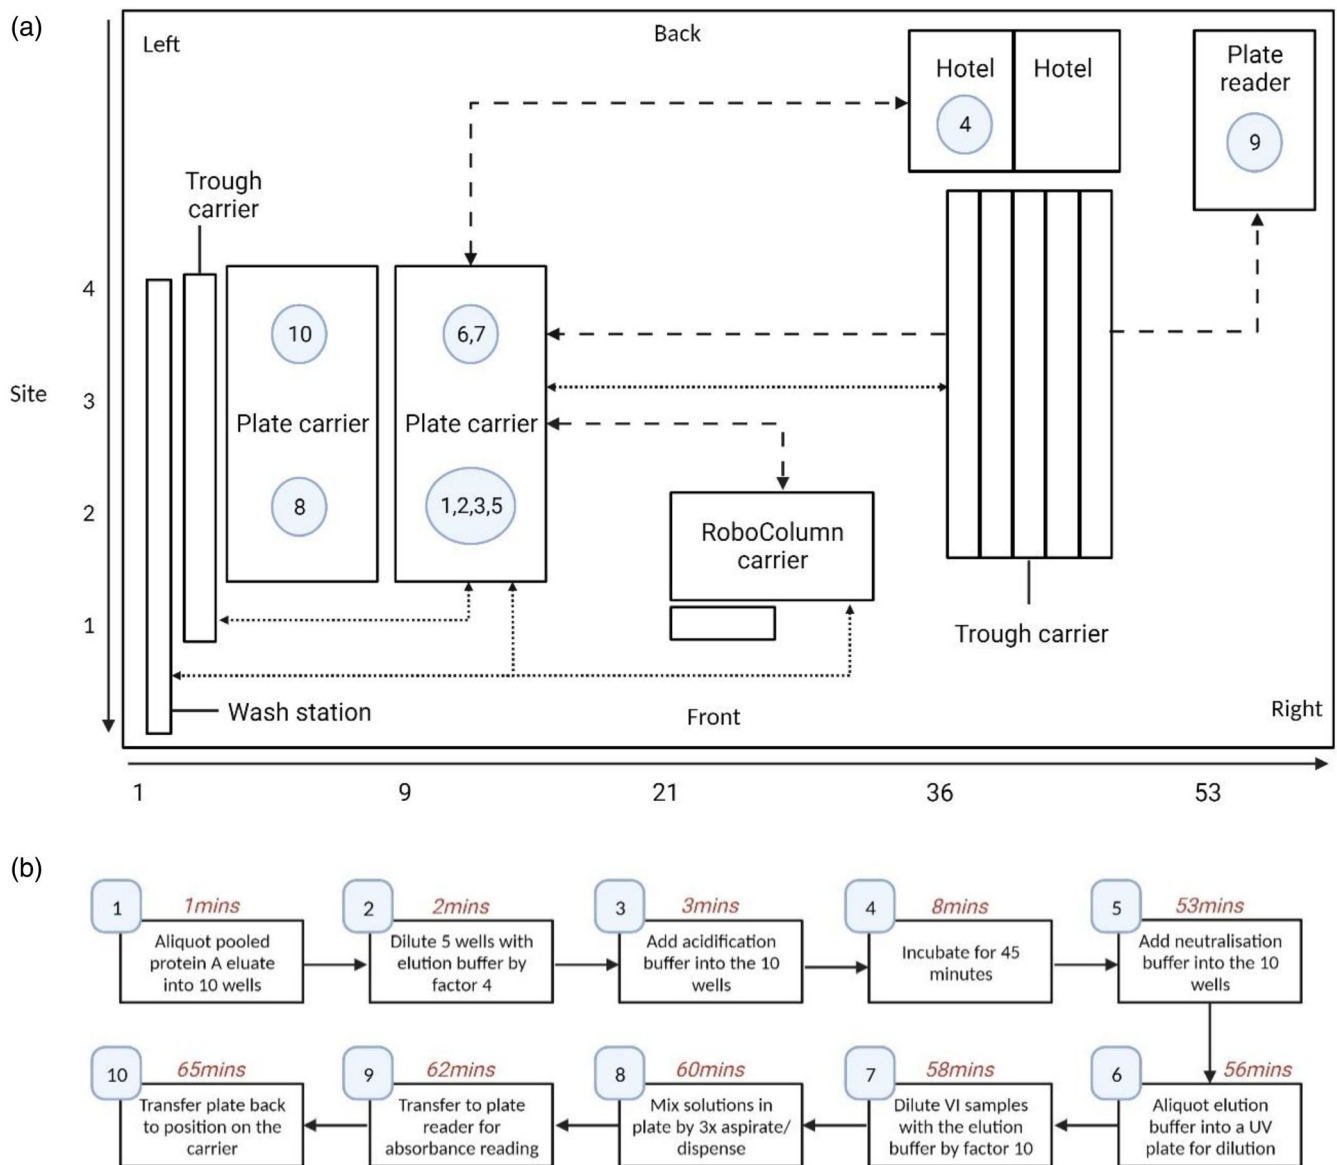 (a)
Left
Back
Hotel
Hotel
Plate
reader
4
9
Trough
carrier
4
10
6,7
Site
3
Plate carrier
Plate carrier
2
8
1,2,3,5
RoboColumn
carrier
1
Trough carrier
Wash station
Front
Right
1
9
21
36
53
(b)
1
1mins
Aliquot pooled
protein A eluate
into 10 wells
2
2mins
Dilute 5 wells with
elution buffer by
factor 4
3
3mins
Add acidification
buffer into the 10
wells
4
8mins
Incubate for 45
minutes
5
53mins
Add neutralisation
buffer into the 10
wells
10
65mins
Transfer plate back
to position on the
carrier
9
62mins
Transfer to plate
reader for
absorbance reading
8
60mins
Mix solutions in
plate by 3x aspirate/
dispense
7
58mins
Dilute VI samples
with the elution
buffer by factor 10
6
56mins
Aliquot elution
buffer into a UV
plate for dilution